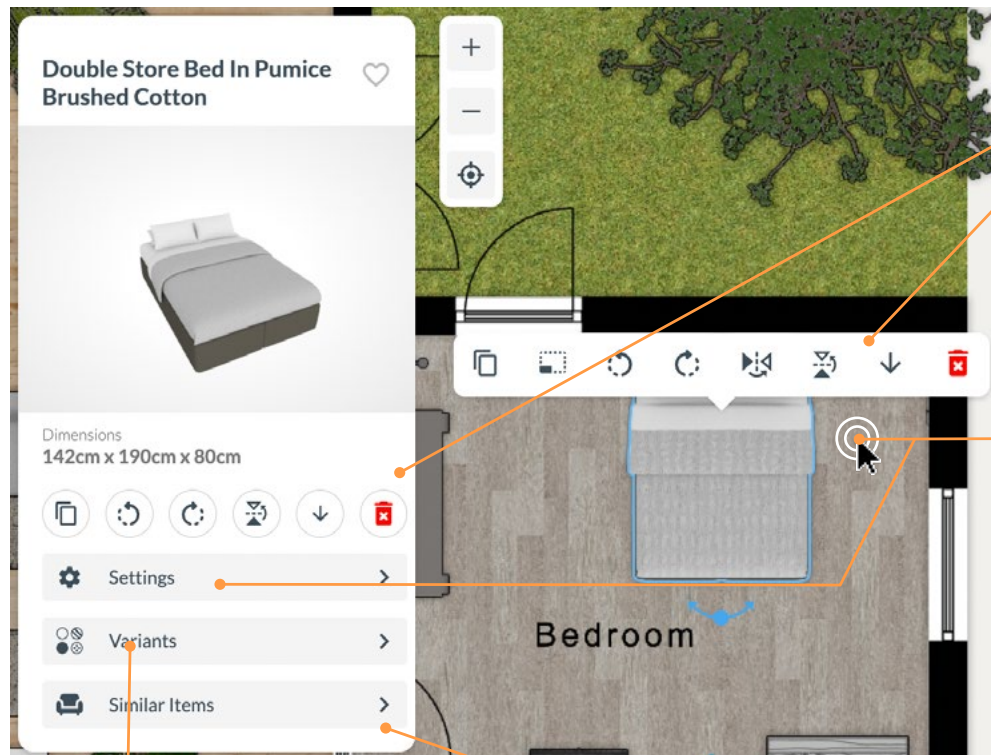 Double Store Bed In Pumice
Brushed Cotton
Dimensions
142cm x 190cm x 80cm
Settings
Variants
Similar Items
Bedroom